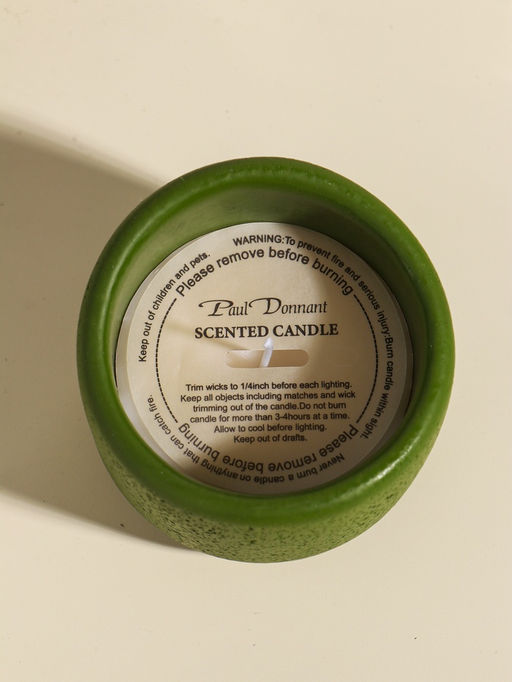 WARNING:To prevent fire and serious injury:Burn candle within sight.
Never burn a candle on anything that can catch fire.
Keep out of children and pets.
Please remove before burning
Paul Donnant
SCENTED CANDLE
Trim wicks to 1/4inch before each lighting.
Keep all objects including matches and wick
trimming out of the candle.Do not burn
candle for more than 3-4hours at a time.
Allow to cool before lighting.
Keep out of drafts.
Please remove before burning